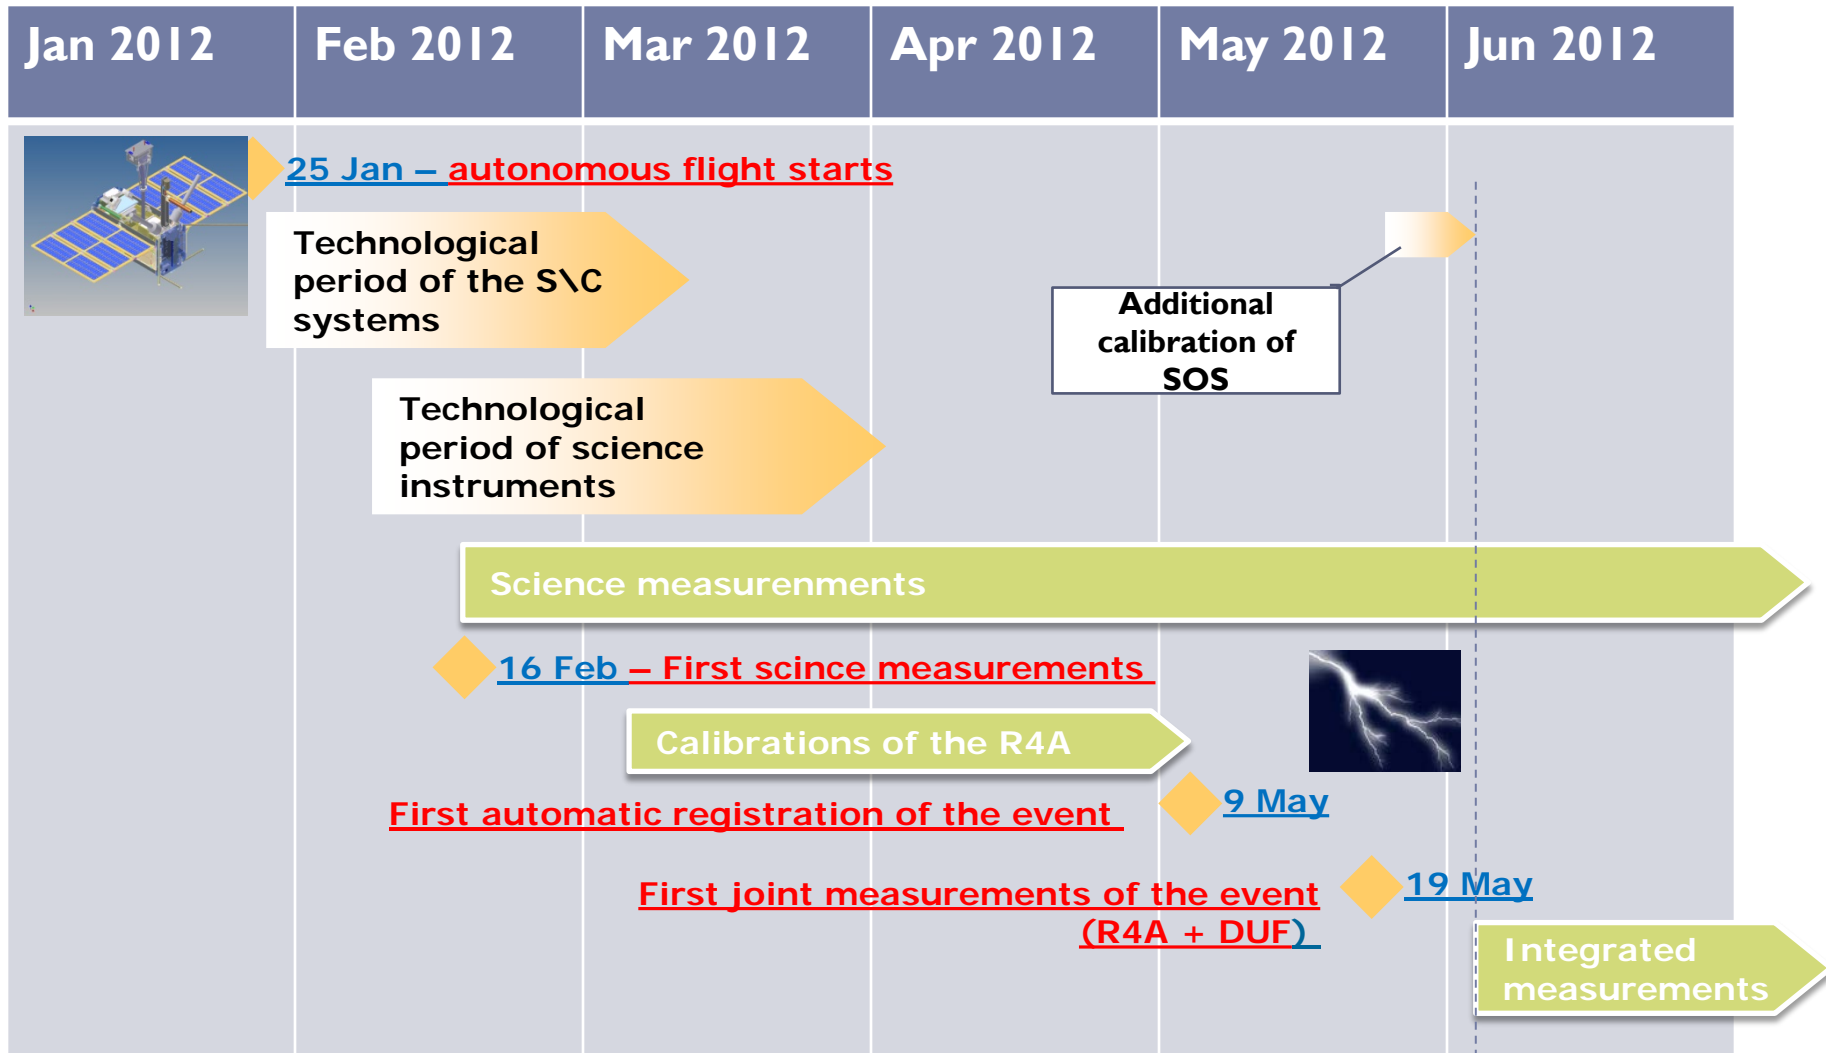 Jan 2012
Feb 2012
Mar 2012
Apr 2012
May 2012
Jun 2012
25 Jan – autonomous flight starts
Technological
period of the S\C
systems
Additional
calibration of
SOS
Technological
period of science
instruments
Science measurenments
16 Feb – First scince measurements
Calibrations of the R4A
First automatic registration of the event
9 May
First joint measurements of the event
(R4A + DUF)
19 May
Integrated
measurements